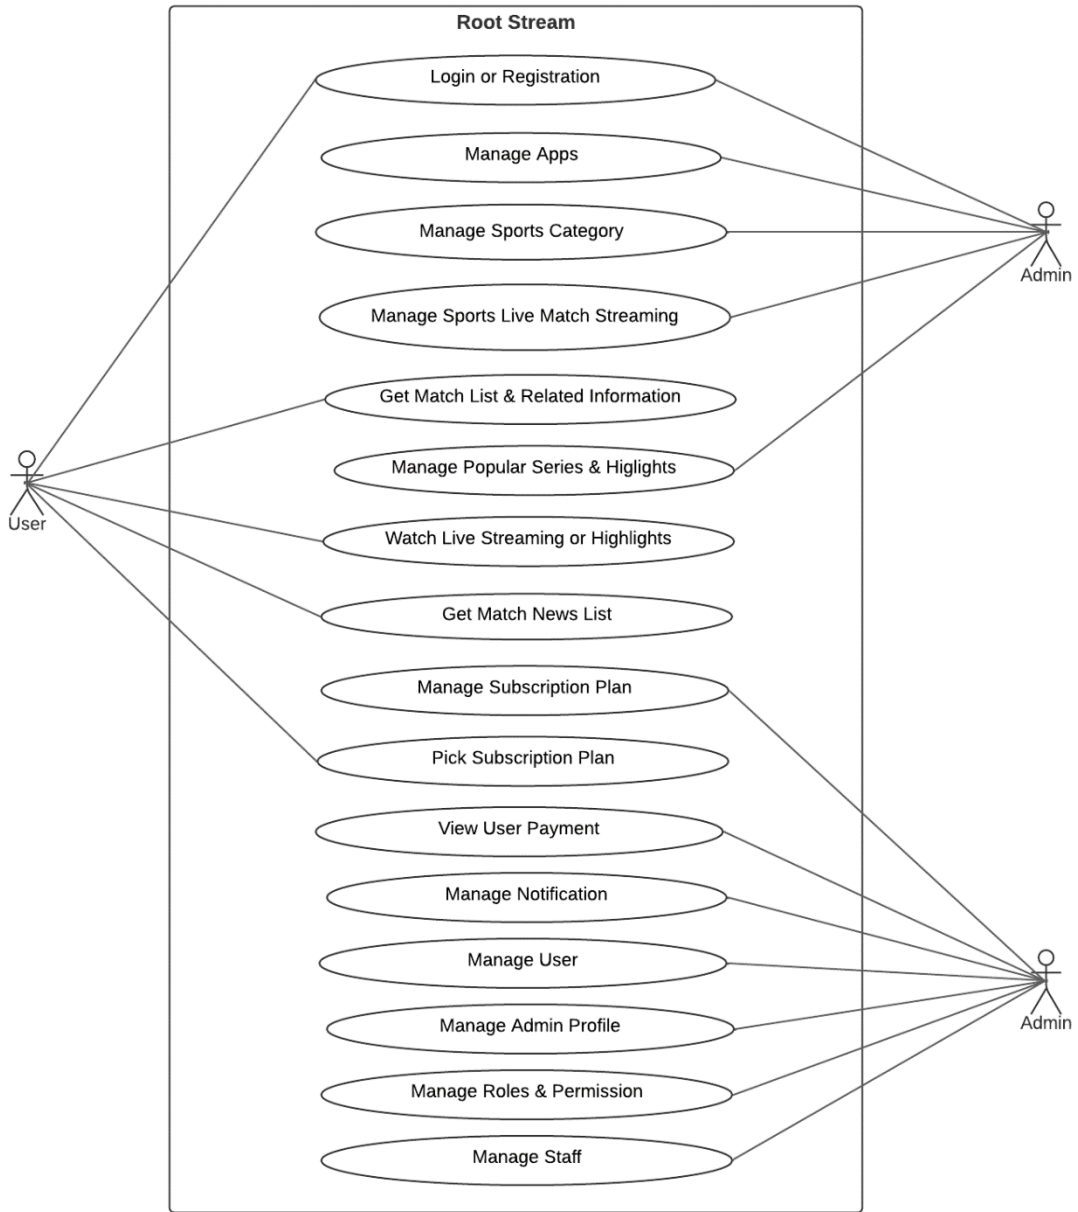 Root Stream
Login or Registration
Manage Apps
Manage Sports Category
Admin
Manage Sports Live Match Streaming
Get Match List & Related Information
Manage Popular Series & Higlights
User
Watch Live Streaming or Highlights
Get Match News List
Manage Subscription Plan
Pick Subscription Plan
View User Payment
Manage Notification
Manage User
Manage Admin Profile
Admin
Manage Roles & Permission
Manage Staff